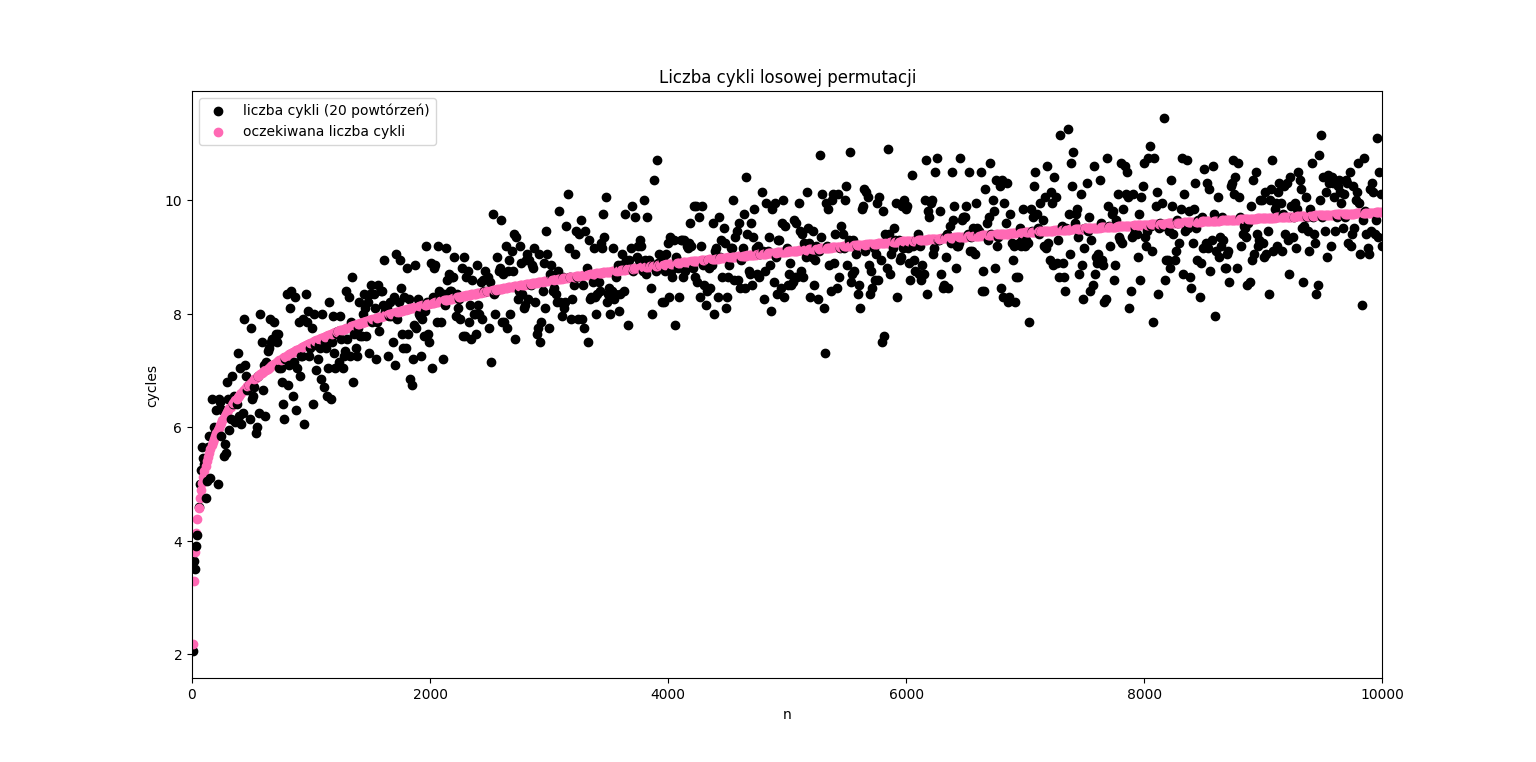 Liczba cykli losowej permutacji
liczba cykli (20 powtórzeń)
oczekiwana liczba cykli
10
8
6
4
2
cycles
0 2000 4000 6000 8000 10000
n